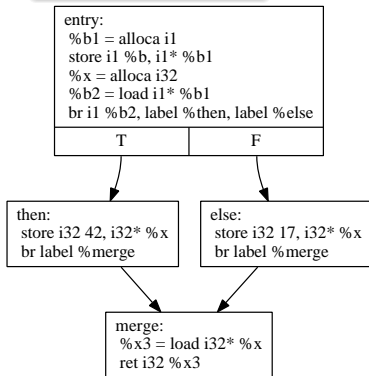 entry:
%b1 = alloca i1
store i1 %b, i1* %b1
%x = alloca i32
%b2 = load i1* %b1
br i1 %b2, label %then, label %else
T F
then:
store i32 42, i32* %x
br label %merge
else:
store i32 17, i32* %x
br label %merge
merge:
%x3 = load i32* %x
ret i32 %x3